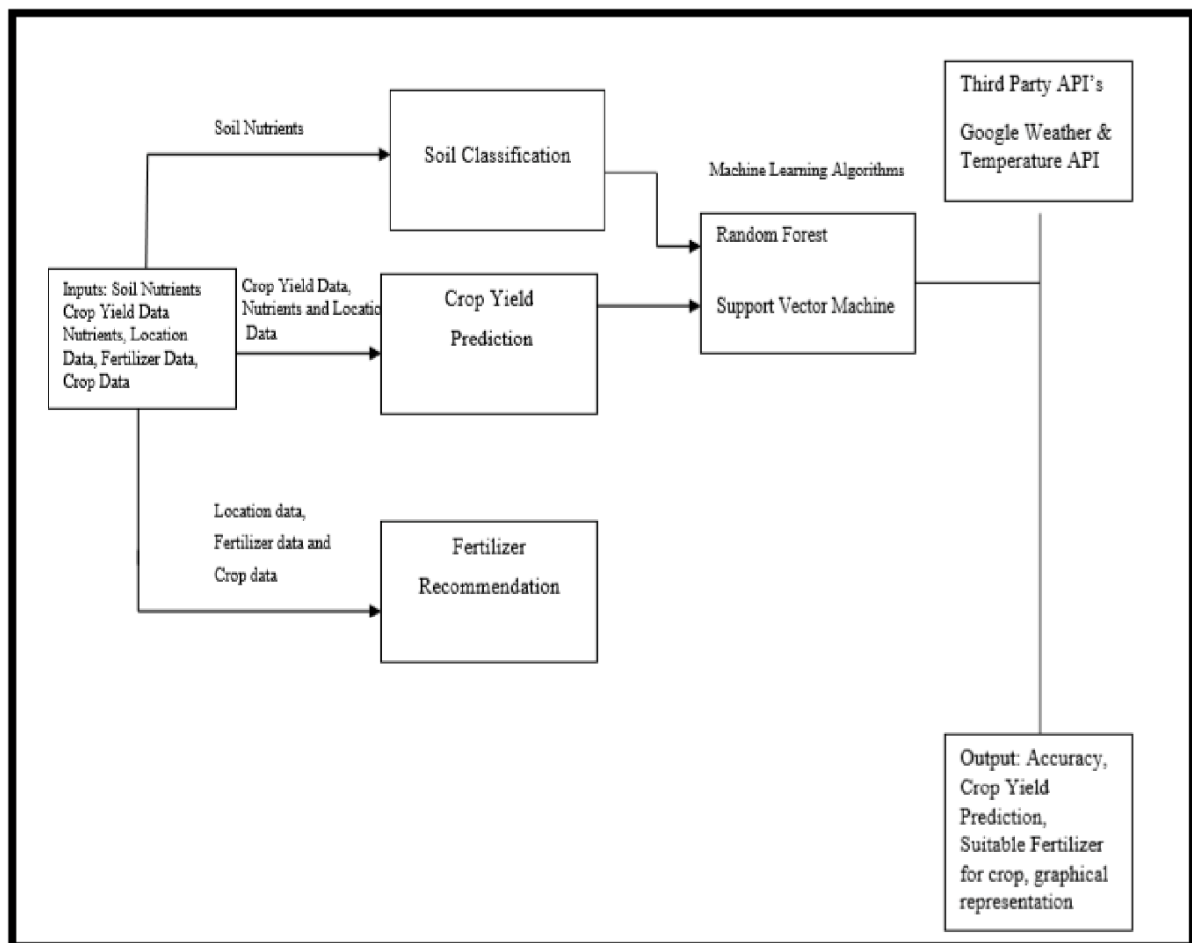 Third Party API's
Google Weather &
Temperature API
Soil Nutrients
Soil Classification
Machine Learning Algorithms
Random Forest
Support Vector Machine
Inputs: Soil Nutrients
Crop Yield Data
Nutrients, Location
Data, Fertilizer Data,
Crop Data
Crop Yield Data,
Nutrients and Locatio
Data
Crop Yield
Prediction
Location data,
Fertilizer data and
Crop data
Fertilizer
Recommendation
Output: Accuracy,
Crop Yield
Prediction,
Suitable Fertilizer
for crop, graphical
representation